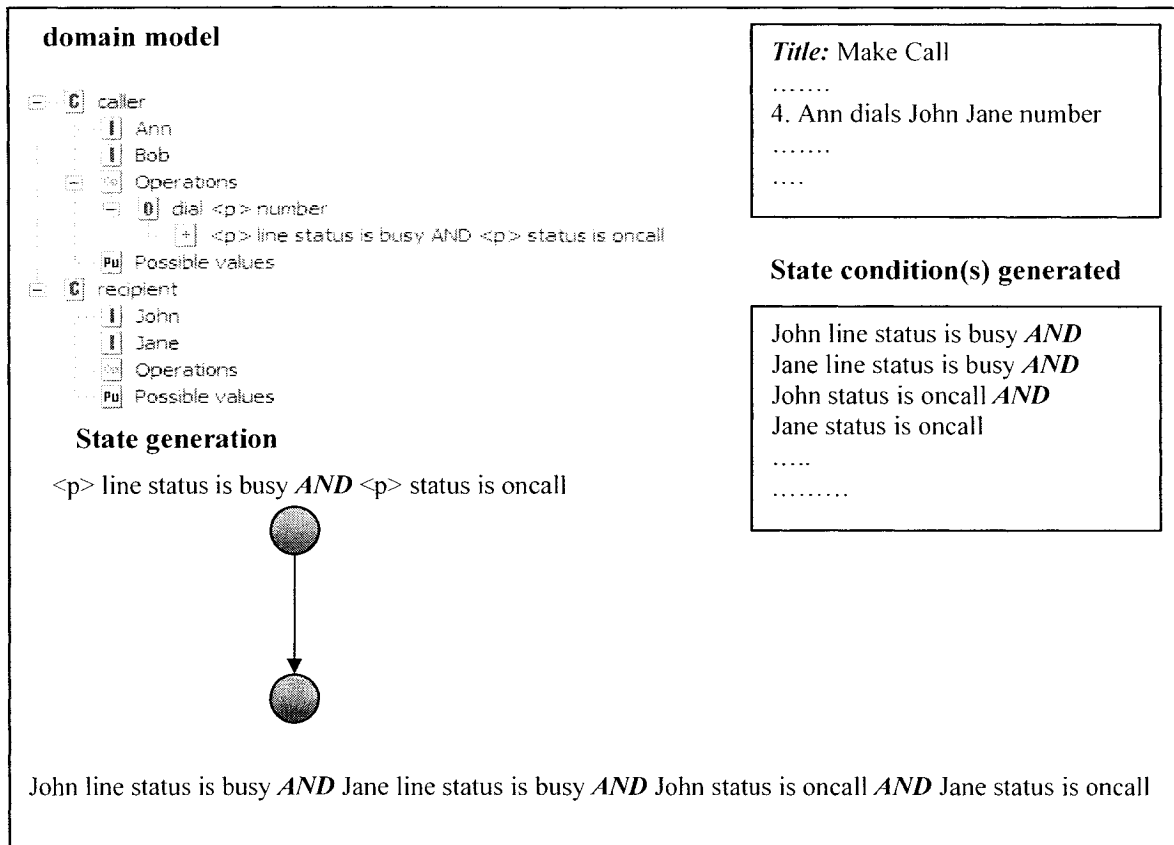 domain model
C caller
I Ann
I Bob
Operations
O dial <p> number
+ <p> line status is busy AND <p> status is oncall
Pu Possible values
C recipient
I John
I Jane
Operations
Pu Possible values
State generation
<p> line status is busy AND <p> status is oncall
John line status is busy AND Jane line status is busy AND John status is oncall AND Jane status is oncall
Title: Make Call
.......
4. Ann dials John Jane number
.......
....
State condition(s) generated
John line status is busy AND
Jane line status is busy AND
John status is oncall AND
Jane status is oncall
.....
.........